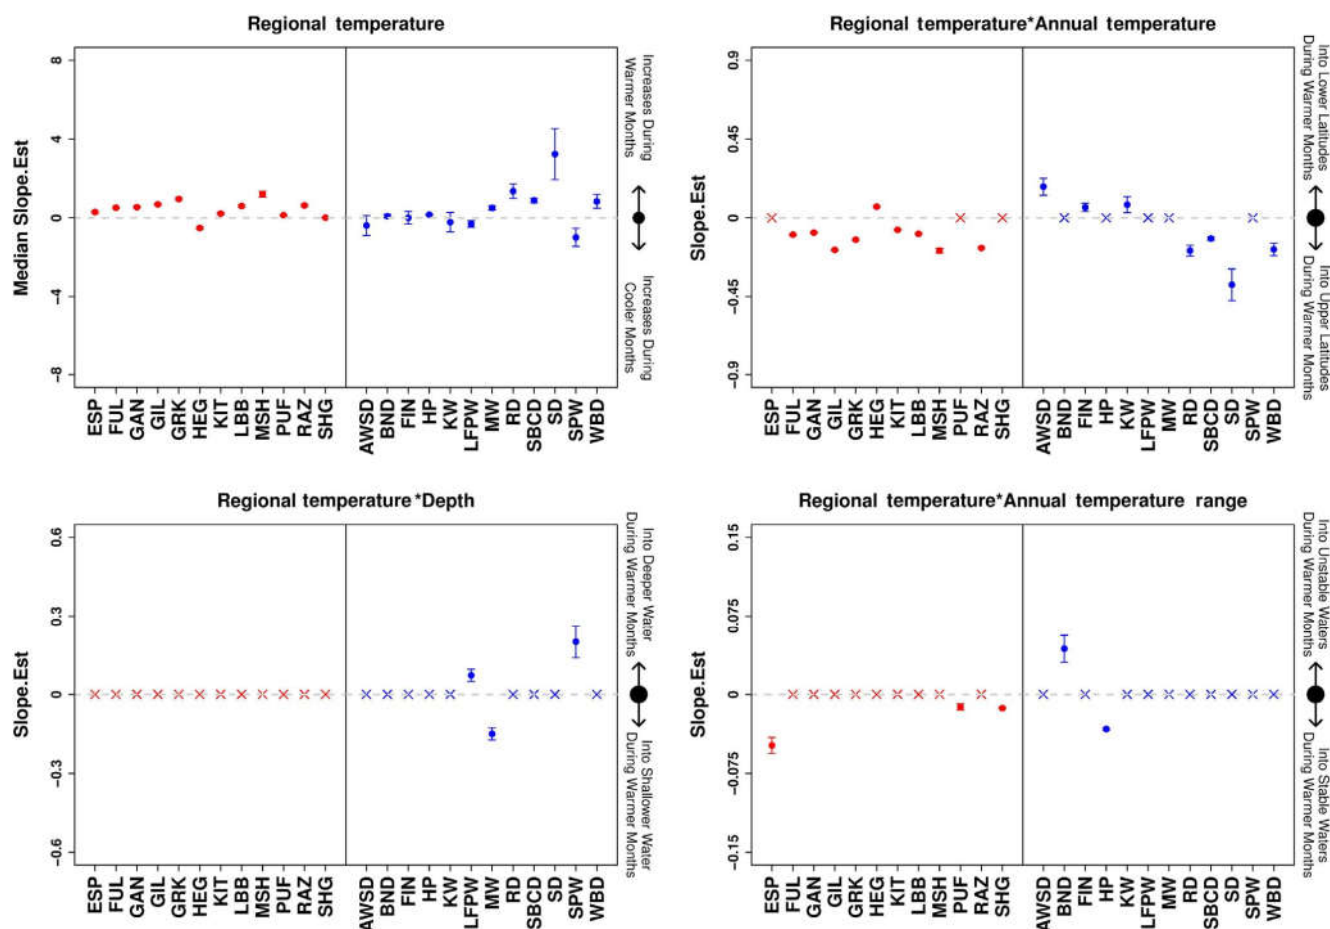 Regional temperature
Median Slope.Est
8
4
0
−4
−8
Increases During
Warmer Months
Increases During
Cooler Months
ESP
FUL
GAN
GIL
GRK
HEG
KIT
LBB
MSH
PUF
RAZ
SHG
AWSD
BND
FIN
HP
KW
LFPW
MW
RD
SBCD
SD
SPW
WBD
Regional temperature*Annual temperature
Slope.Est
0.9
0.45
0
−0.45
−0.9
Into Lower Latitudes
During Warmer Months
Into Upper Latitudes
During Warmer Months
ESP
FUL
GAN
GIL
GRK
HEG
KIT
LBB
MSH
PUF
RAZ
SHG
AWSD
BND
FIN
HP
KW
LFPW
MW
RD
SBCD
SD
SPW
WBD
Regional temperature*Depth
Slope.Est
0.6
0.3
0
−0.3
−0.6
Into Deeper Water
During Warmer Months
Into Shallower Water
During Warmer Months
ESP
FUL
GAN
GIL
GRK
HEG
KIT
LBB
MSH
PUF
RAZ
SHG
AWSD
BND
FIN
HP
KW
LFPW
MW
RD
SBCD
SD
SPW
WBD
Regional temperature*Annual temperature range
Slope.Est
0.15
0.075
0
−0.075
−0.15
Into Unstable Waters
During Warmer Months
Into Stable Waters
During Warmer Months
ESP
FUL
GAN
GIL
GRK
HEG
KIT
LBB
MSH
PUF
RAZ
SHG
AWSD
BND
FIN
HP
KW
LFPW
MW
RD
SBCD
SD
SPW
WBD